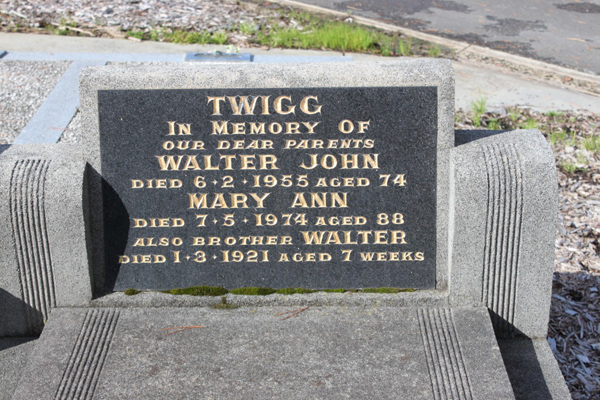 TWIGG
IN MEMORY OF
OUR DEAR PARENTS
WALTER JOHN
DIED 6·2·1955 AGED 74
MARY ANN
DIED 7·5·1974 AGED 88
ALSO BROTHER WALTER
DIED 1·3·1921 AGED 7 WEEKS